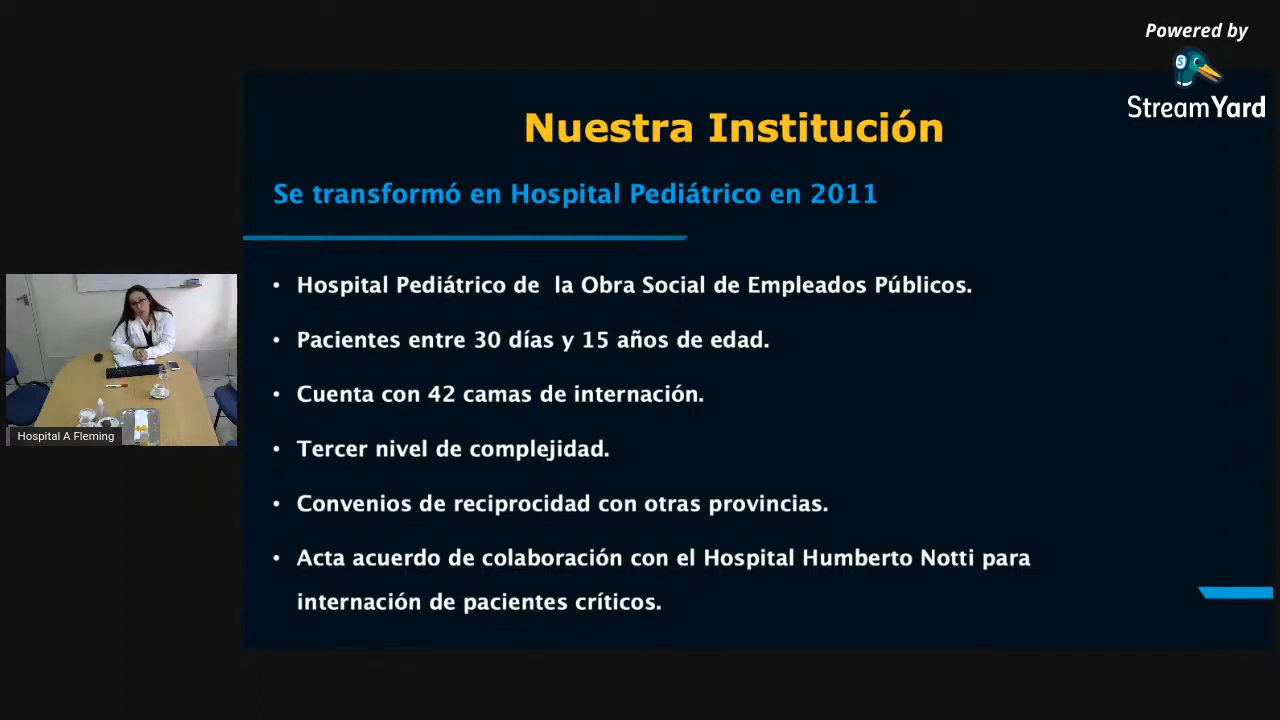 Powered by
StreamYard
Nuestra Institución
Se transformó en Hospital Pediátrico en 2011
• Hospital Pediátrico de la Obra Social de Empleados Públicos.
• Pacientes entre 30 días y 15 años de edad.
• Cuenta con 42 camas de internación.
• Tercer nivel de complejidad.
• Convenios de reciprocidad con otras provincias.
• Acta acuerdo de colaboración con el Hospital Humberto Notti para
internación de pacientes críticos.
Hospital A Fleming